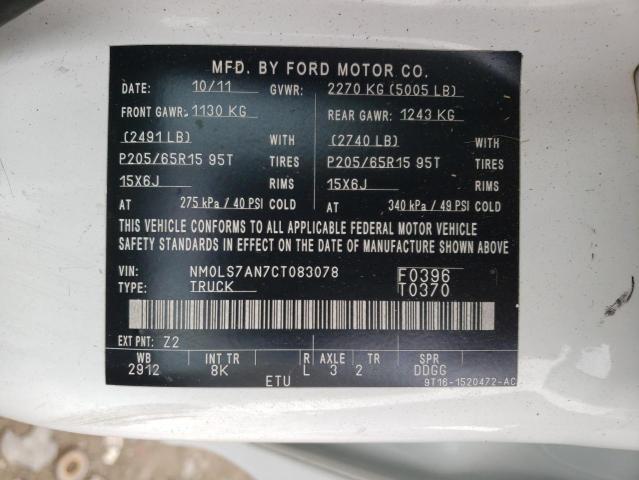 MFD. BY FORD MOTOR CO.
DATE: 10/11 GVWR: 2270 KG (5005 LB)
FRONT GAWR: 1130 KG REAR GAWR: 1243 KG
(2491 LB) WITH (2740 LB) WITH
P205/65R15 95T TIRES P205/65R15 95T TIRES
15X6J RIMS 15X6J RIMS
AT 275 kPa / 40 PSI COLD AT 340 kPa / 49 PSI COLD
THIS VEHICLE CONFORMS TO ALL APPLICABLE FEDERAL MOTOR VEHICLE
SAFETY STANDARDS IN EFFECT ON THE DATE OF MANUFACTURE SHOWN ABOVE.
VIN: NM0LS7AN7CT083078 F0396
TYPE: TRUCK T0370
EXT PNT: Z2
WB INT TR R AXLE TR SPR
2912 8K L 3 2 DDGG
ETU 9T16-1520472-AC